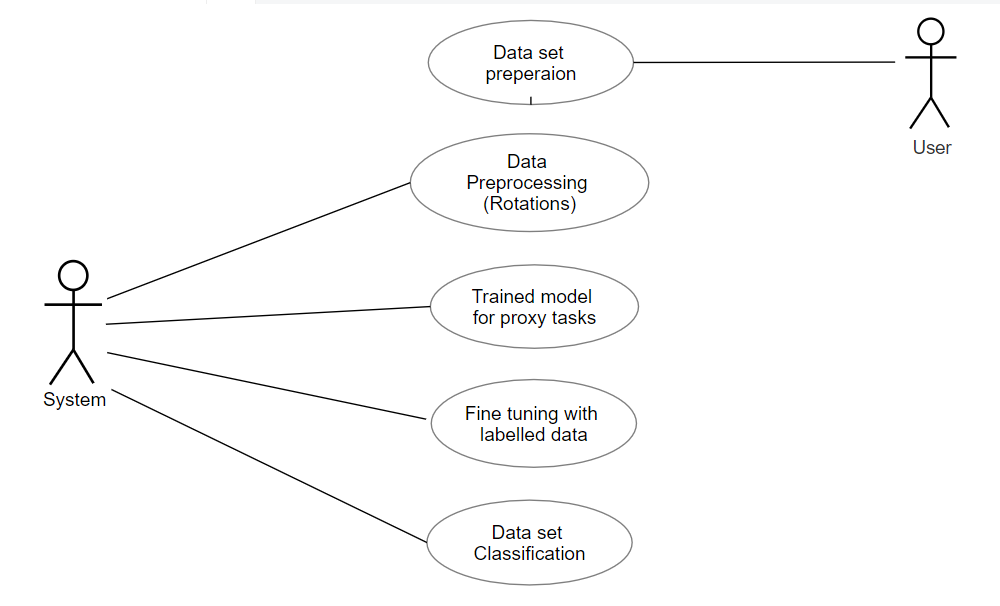 Data set
preperaion
User
Data
Preprocessing
(Rotations)
Trained model
for proxy tasks
System
Fine tuning with
labelled data
Data set
Classification